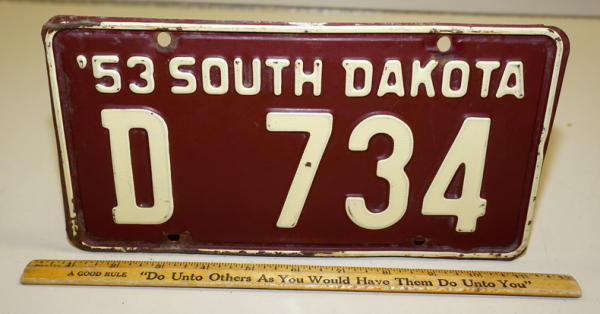 '53 SOUTH DAKOTA
D 734
A GOOD RULE "Do Unto Others As You Would Have Them Do Unto You"